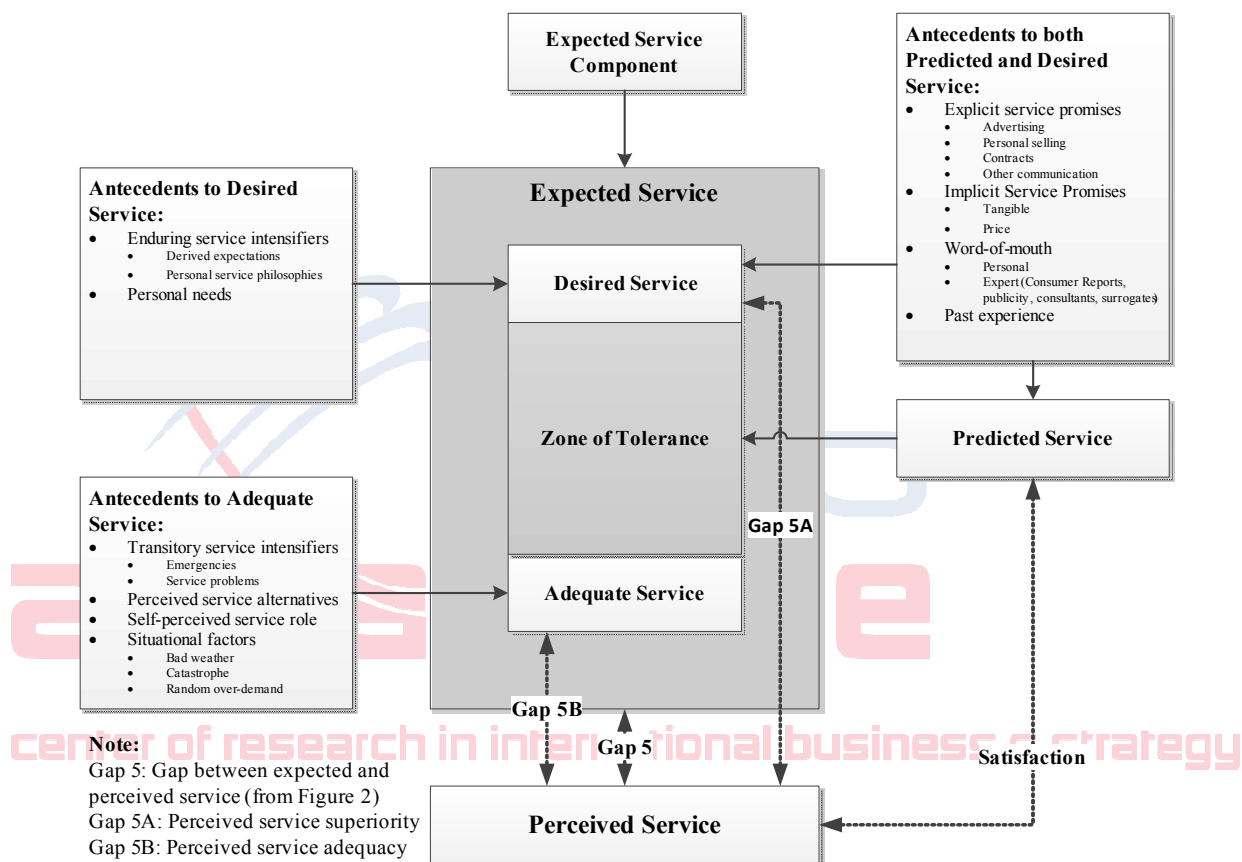 Expected Service
Component
Antecedents to both
Predicted and Desired
Service:
• Explicit service promises
• Advertising
• Personal selling
• Contracts
• Other communication
• Implicit Service Promises
• Tangible
• Price
• Word-of-mouth
• Personal
• Expert (Consumer Reports,
publicity, consultants, surrogates)
• Past experience
Antecedents to Desired
Service:
• Enduring service intensifiers
• Derived expectations
• Personal service philosophies
• Personal needs
Expected Service
Desired Service
Zone of Tolerance
Predicted Service
Gap 5A
Antecedents to Adequate
Service:
• Transitory service intensifiers
• Emergencies
• Service problems
• Perceived service alternatives
• Self-perceived service role
• Situational factors
• Bad weather
• Catastrophe
• Random over-demand
Adequate Service
Gap 5B
Gap 5
Satisfaction
center of research in international business strategy
Note:
Gap 5: Gap between expected and
perceived service (from Figure 2)
Gap 5A: Perceived service superiority
Gap 5B: Perceived service adequacy
Perceived Service